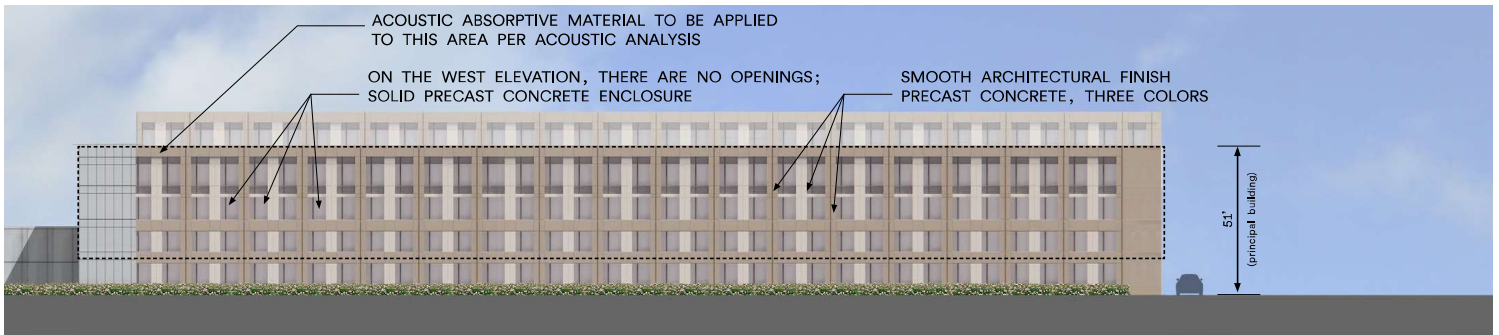 ACOUSTIC ABSORPTIVE MATERIAL TO BE APPLIED
TO THIS AREA PER ACOUSTIC ANALYSIS
ON THE WEST ELEVATION, THERE ARE NO OPENINGS;
SOLID PRECAST CONCRETE ENCLOSURE
SMOOTH ARCHITECTURAL FINISH
PRECAST CONCRETE, THREE COLORS
51'
(principal building)